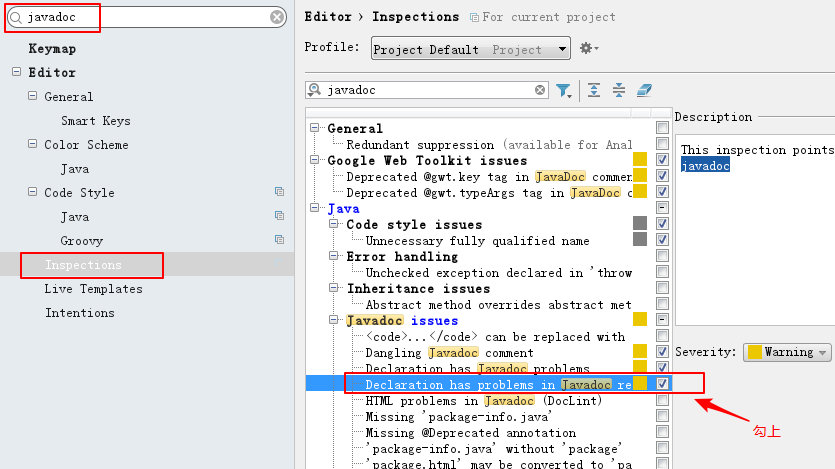 javadoc
Keymap
Editor
General
Smart Keys
Color Scheme
Java
Code Style
Java
Groovy
Inspections
Live Templates
Intentions
Editor › Inspections For current project
Profile: Project Default Project
javadoc
General
Redundant suppression (available for Anal
Google Web Toolkit issues
Deprecated @gwt.key tag in JavaDoc commen
Deprecated @gwt.typeArgs tag in JavaDoc c
Java
Code style issues
Unnecessary fully qualified name
Error handling
Unchecked exception declared in 'throw
Inheritance issues
Abstract method overrides abstract met
Javadoc issues
<code>...</code> can be replaced with
Dangling Javadoc comment
Declaration has Javadoc problems
Declaration has problems in Javadoc re
HTML problems in Javadoc (DocLint)
Missing 'package-info.java'
Missing @Deprecated annotation
'package-info.java' without 'package'
'package.html' may be converted to 'pa
Description
This inspection points
javadoc
Severity: Warning
勾上